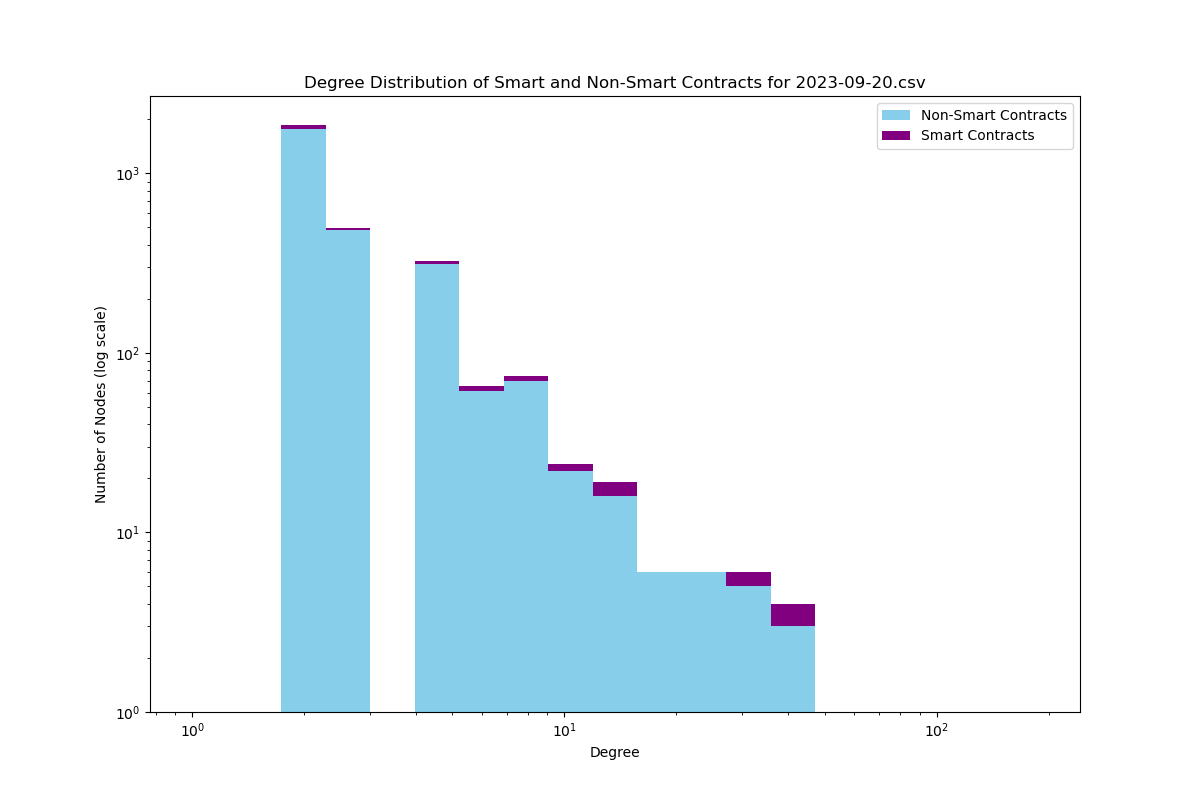 Degree Distribution of Smart and Non-Smart Contracts for 2023-09-20.csv
Non-Smart Contracts
Smart Contracts
Number of Nodes (log scale)
10³
10²
10¹
10⁰
10⁰ 10¹ 10²
Degree